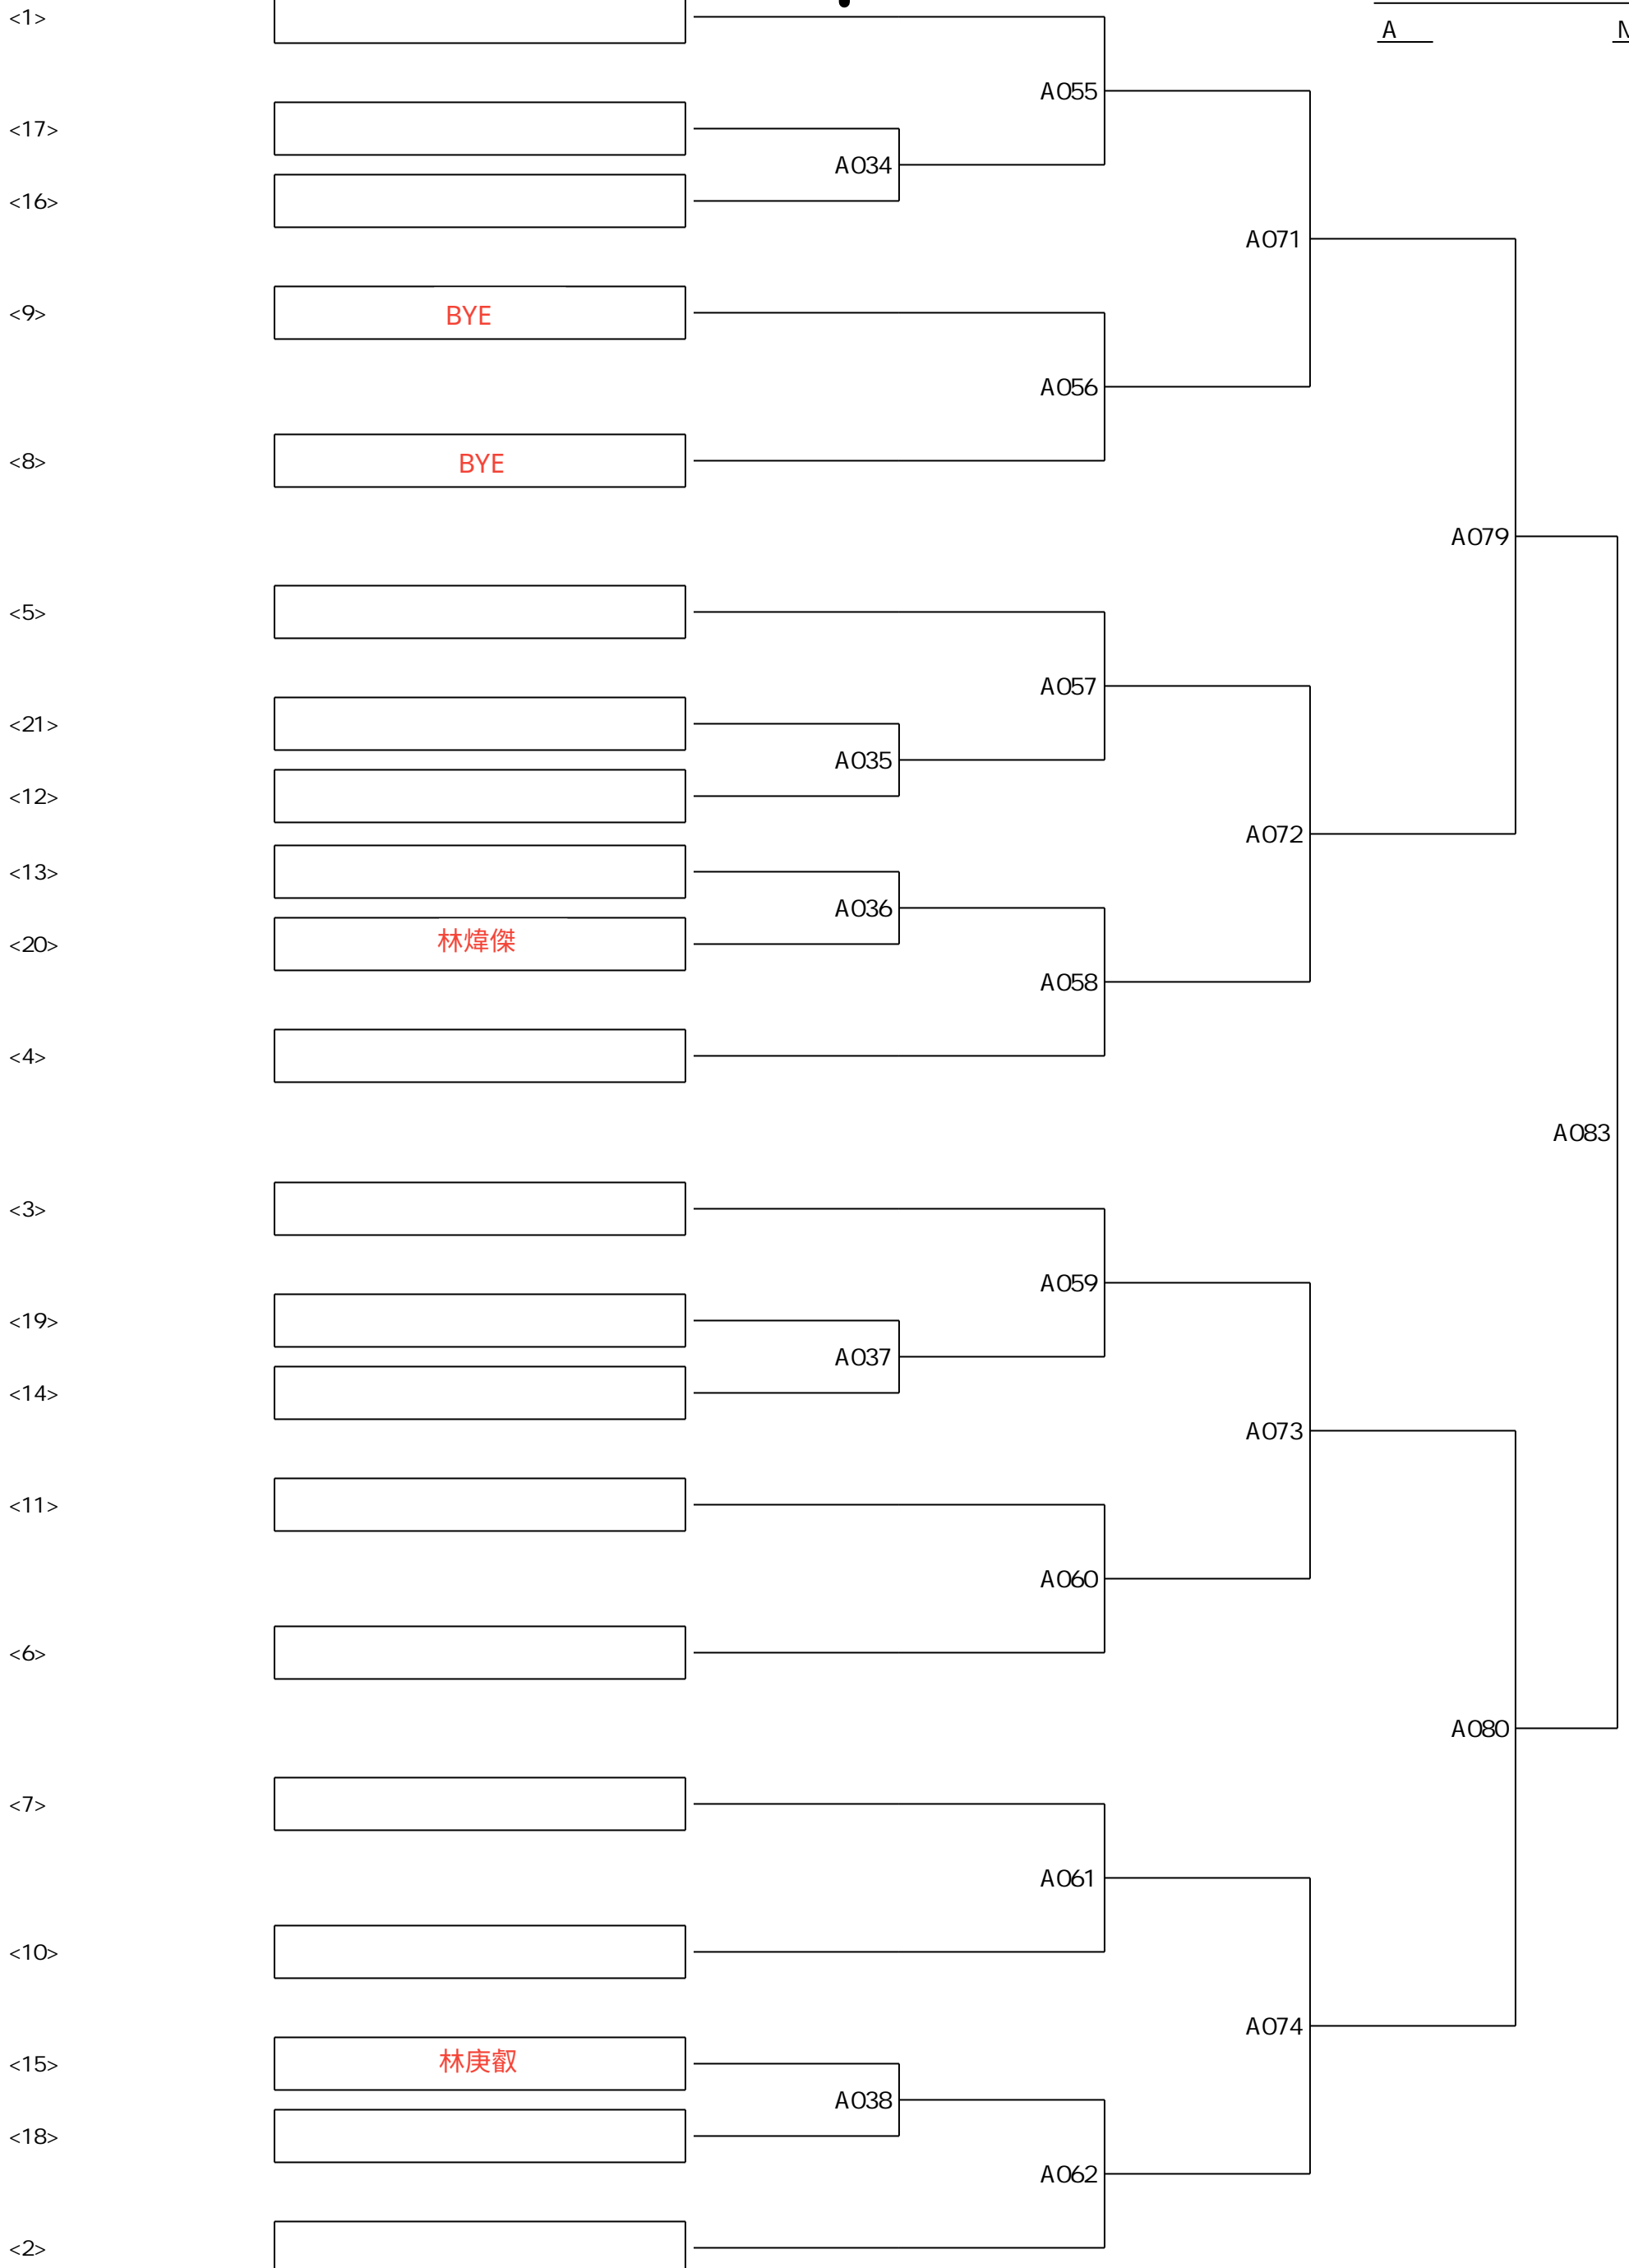 <1>
A N
A055
<17>
A034
<16>
A071
<9> BYE
A056
<8> BYE
A079
<5>
A057
<21>
A035
<12>
A072
<13>
A036
<20> 林煒傑
A058
<4>
A083
<3>
A059
<19>
A037
<14>
A073
<11>
A060
<6>
A080
<7>
A061
<10>
A074
<15> 林庚叡
A038
<18>
A062
<2>